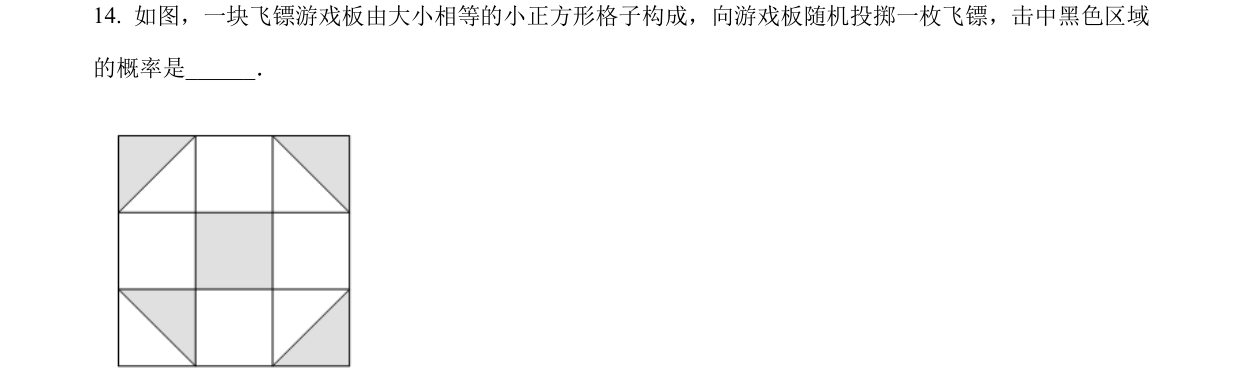 14. 如图，一块飞镖游戏板由大小相等的小正方形格子构成，向游戏板随机投掷一枚飞镖，击中黑色区域
的概率是______.